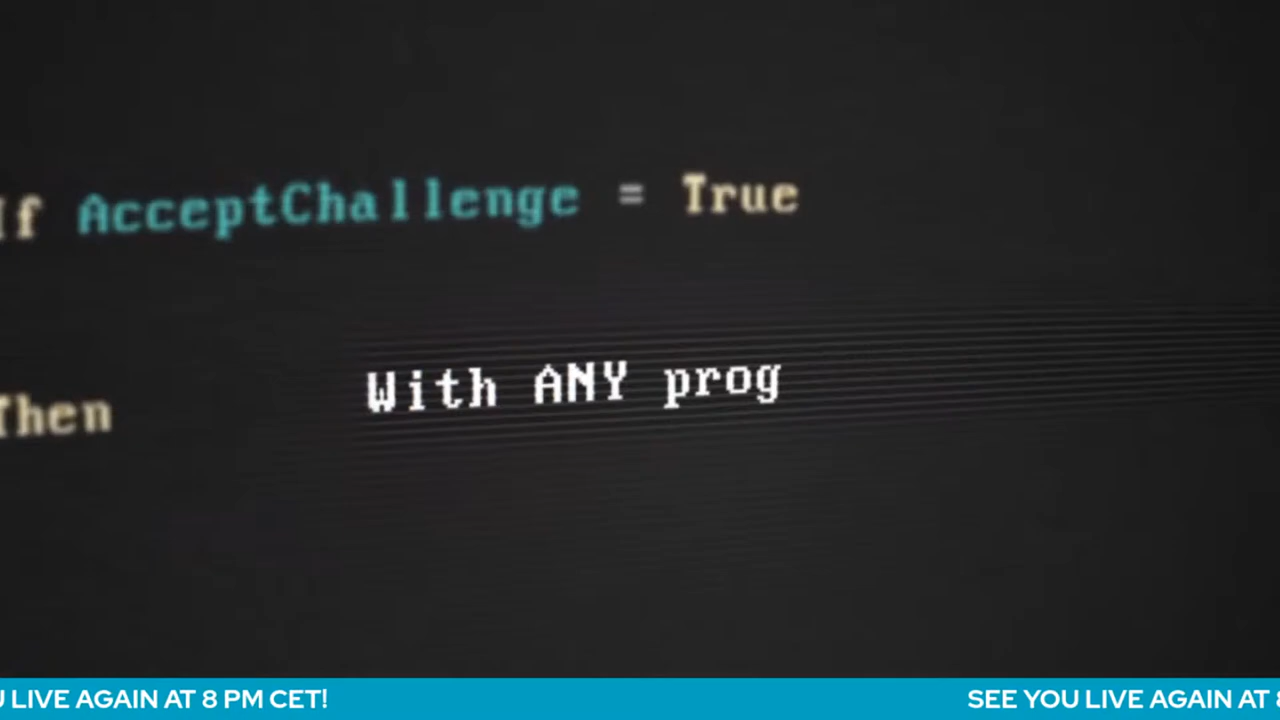 If AcceptChallenge = True
Then With ANY prog
LIVE AGAIN AT 8 PM CET! SEE YOU LIVE AGAIN AT